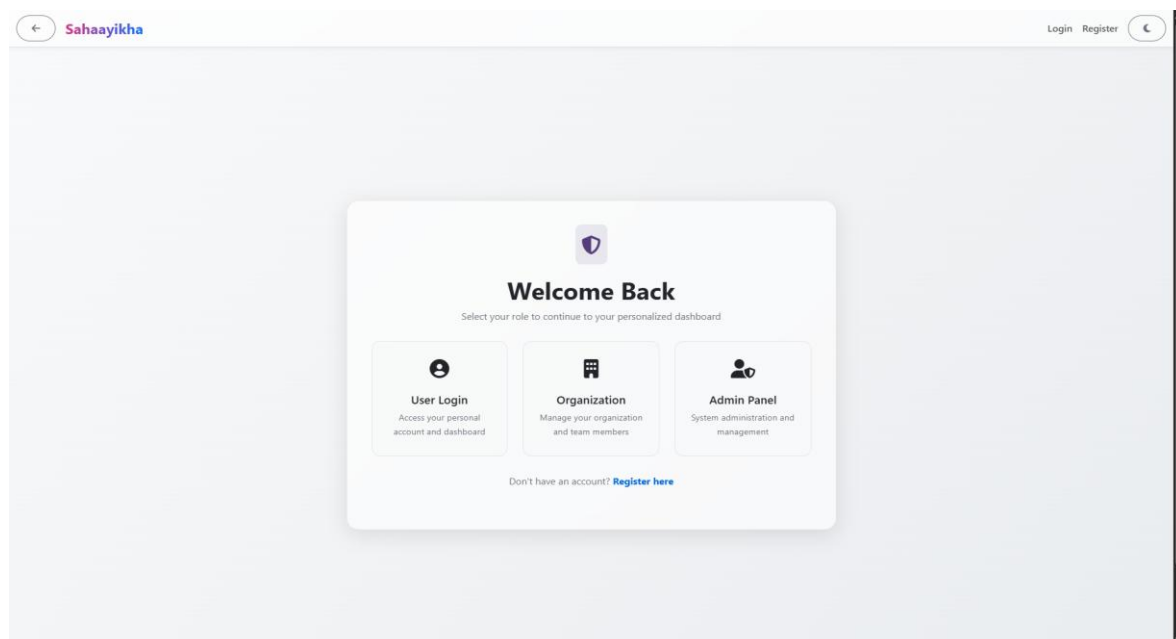 Sahaayikha
Login Register
Welcome Back
Select your role to continue to your personalized dashboard
User Login
Access your personal
account and dashboard
Organization
Manage your organization
and team members
Admin Panel
System administration and
management
Don't have an account? Register here